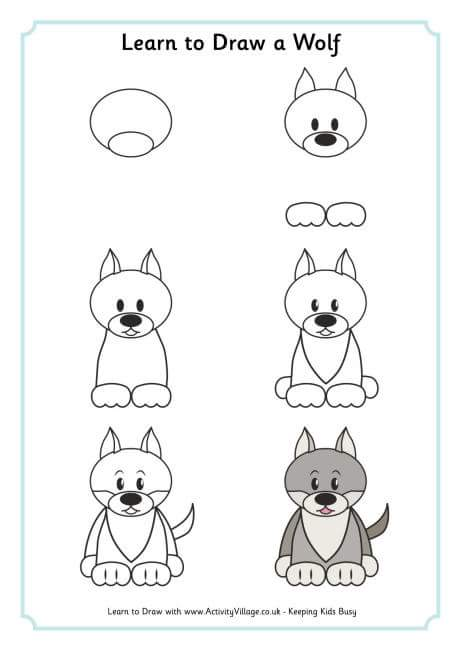 Learn to Draw a Wolf
Learn to Draw with www.ActivityVillage.co.uk - Keeping Kids Busy